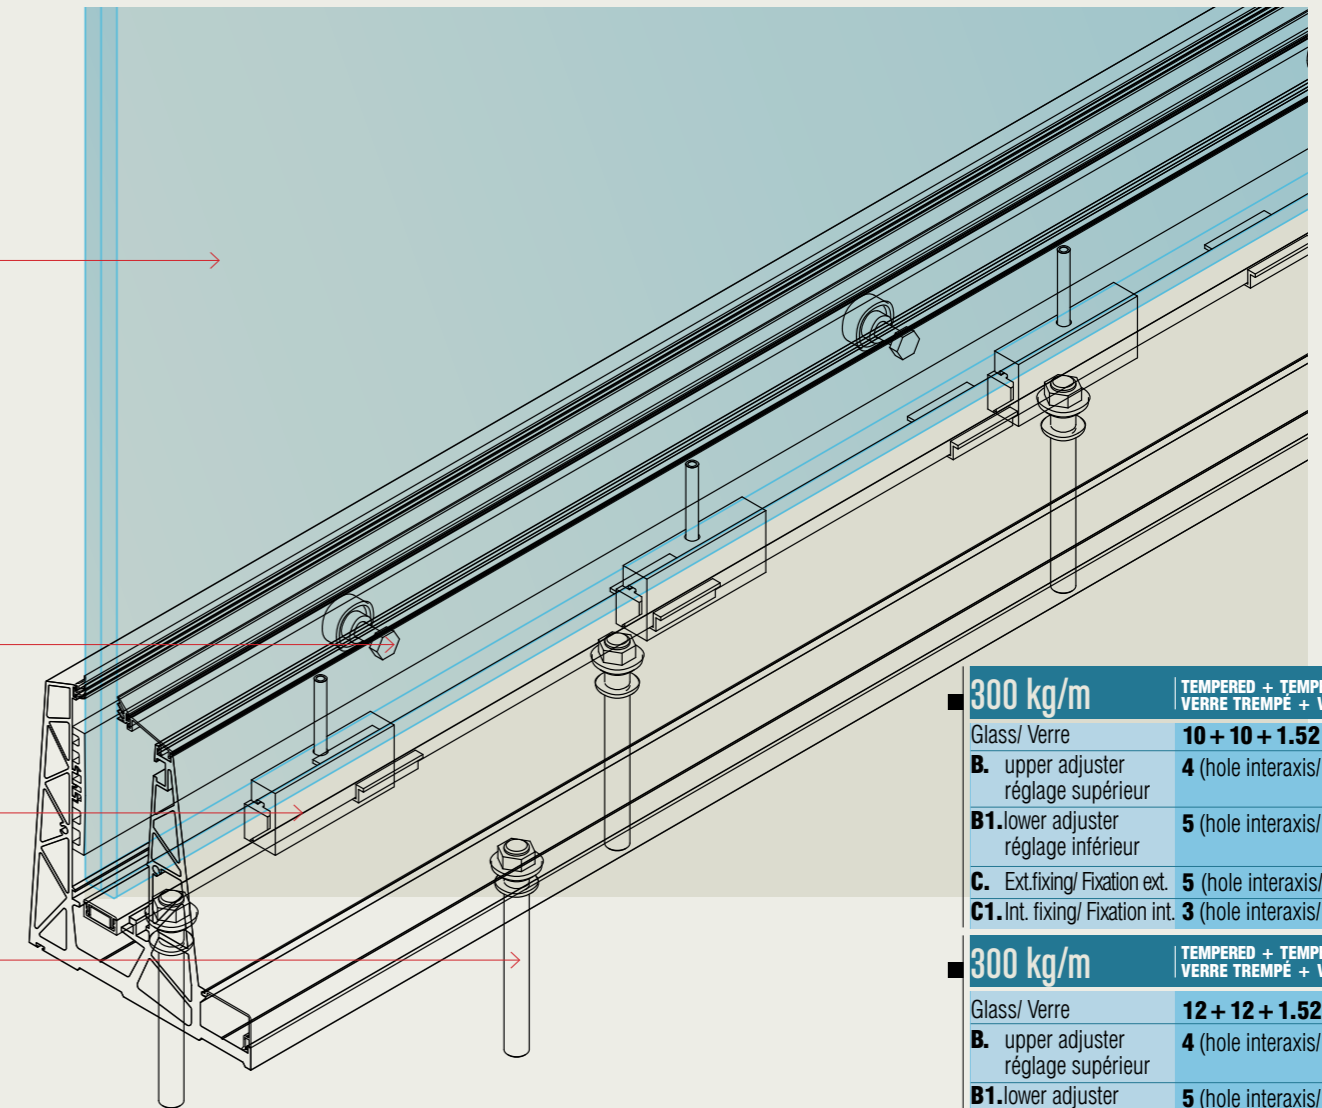 300 kg/m
TEMPERED + TEMP
VERRE TREMPÉ + V
Glass/ Verre 10 + 10 + 1.52
B. upper adjuster 4 (hole interaxis/
réglage supérieur
B1. lower adjuster 5 (hole interaxis/
réglage inférieur
C. Ext.fixing/ Fixation ext. 5 (hole interaxis/
C1. Int. fixing/ Fixation int. 3 (hole interaxis/
300 kg/m
TEMPERED + TEMP
VERRE TREMPÉ + V
Glass/ Verre 12 + 12 + 1.52
B. upper adjuster 4 (hole interaxis/
réglage supérieur
B1. lower adjuster 5 (hole interaxis/